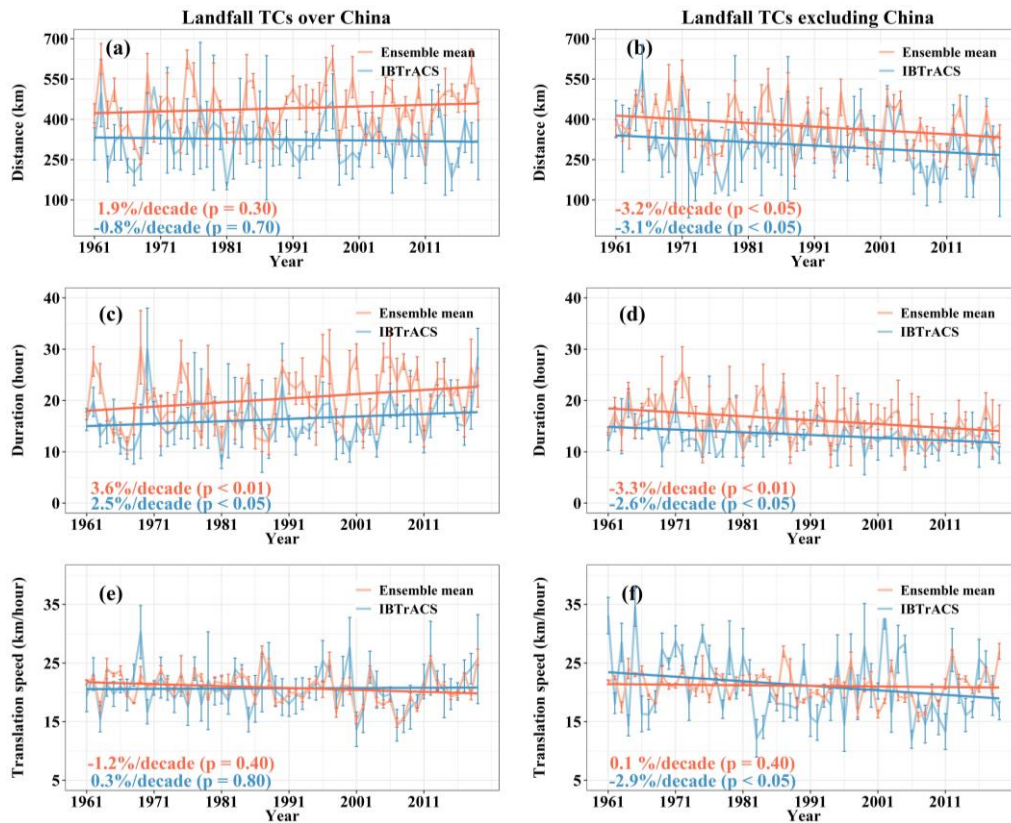 Landfall TCs over China
Landfall TCs excluding China
(a)
Ensemble mean
IBTrACS
Distance (km)
700
550
400
250
100
1.9%/decade (p = 0.30)
-0.8%/decade (p = 0.70)
1961 1971 1981 1991 2001 2011
Year
(b)
Ensemble mean
IBTrACS
Distance (km)
700
550
400
250
100
-3.2%/decade (p < 0.05)
-3.1%/decade (p < 0.05)
1961 1971 1981 1991 2001 2011
Year
(c)
Ensemble mean
IBTrACS
Duration (hour)
40
30
20
10
0
3.6%/decade (p < 0.01)
2.5%/decade (p < 0.05)
1961 1971 1981 1991 2001 2011
Year
(d)
Ensemble mean
IBTrACS
Duration (hour)
40
30
20
10
0
-3.3%/decade (p < 0.01)
-2.6%/decade (p < 0.05)
1961 1971 1981 1991 2001 2011
Year
(e)
Ensemble mean
IBTrACS
Translation speed (km/hour)
35
25
15
5
-1.2%/decade (p = 0.40)
0.3%/decade (p = 0.80)
1961 1971 1981 1991 2001 2011
Year
(f)
Ensemble mean
IBTrACS
Translation speed (km/hour)
35
25
15
5
0.1 %/decade (p = 0.40)
-2.9%/decade (p < 0.05)
1961 1971 1981 1991 2001 2011
Year